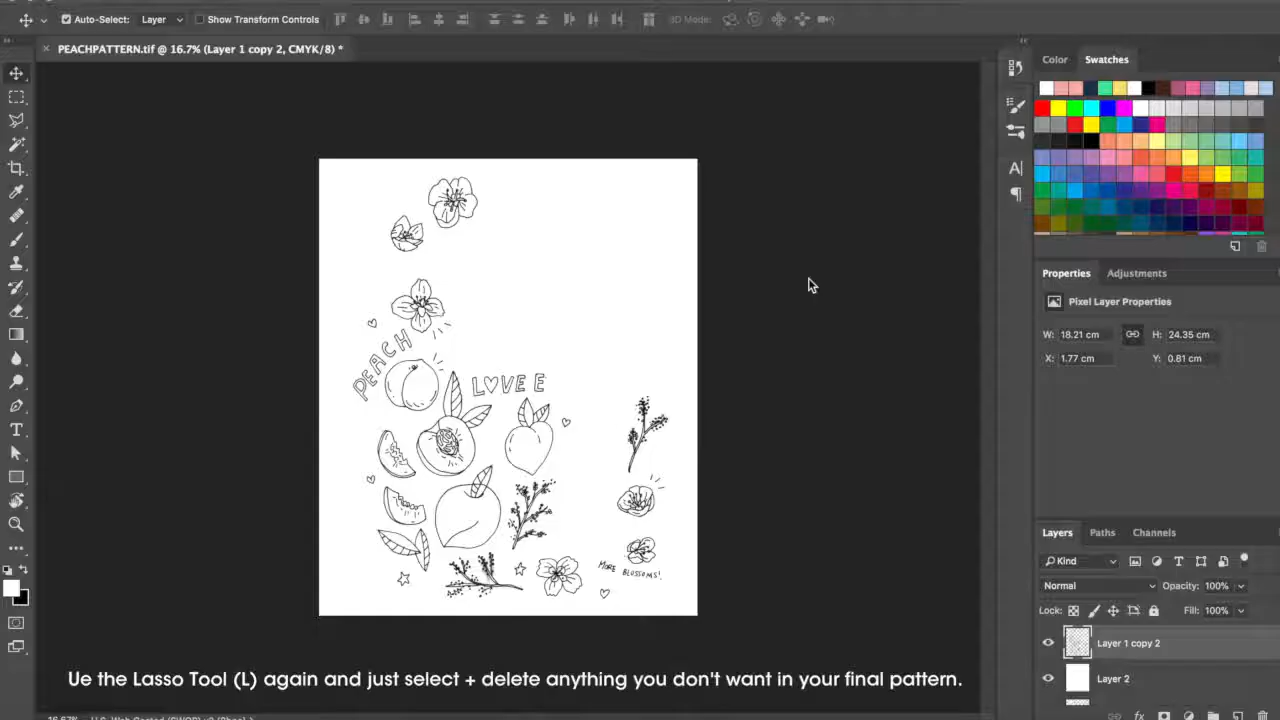 Auto-Select: Layer Show Transform Controls 3D Mode:
PEACHPATTERN.tif @ 16.7% (Layer 1 copy 2, CMYK/8) *
Color Swatches
Properties Adjustments
Pixel Layer Properties
W: 18.21 cm H: 24.35 cm
X: 1.77 cm Y: 0.81 cm
PEACH
LOVE E
MORE BLOSSOMS!
Layers Paths Channels
Kind
Normal Opacity: 100%
Lock: Fill: 100%
Layer 1 copy 2
Layer 2
Ue the Lasso Tool (L) again and just select + delete anything you don't want in your final pattern.